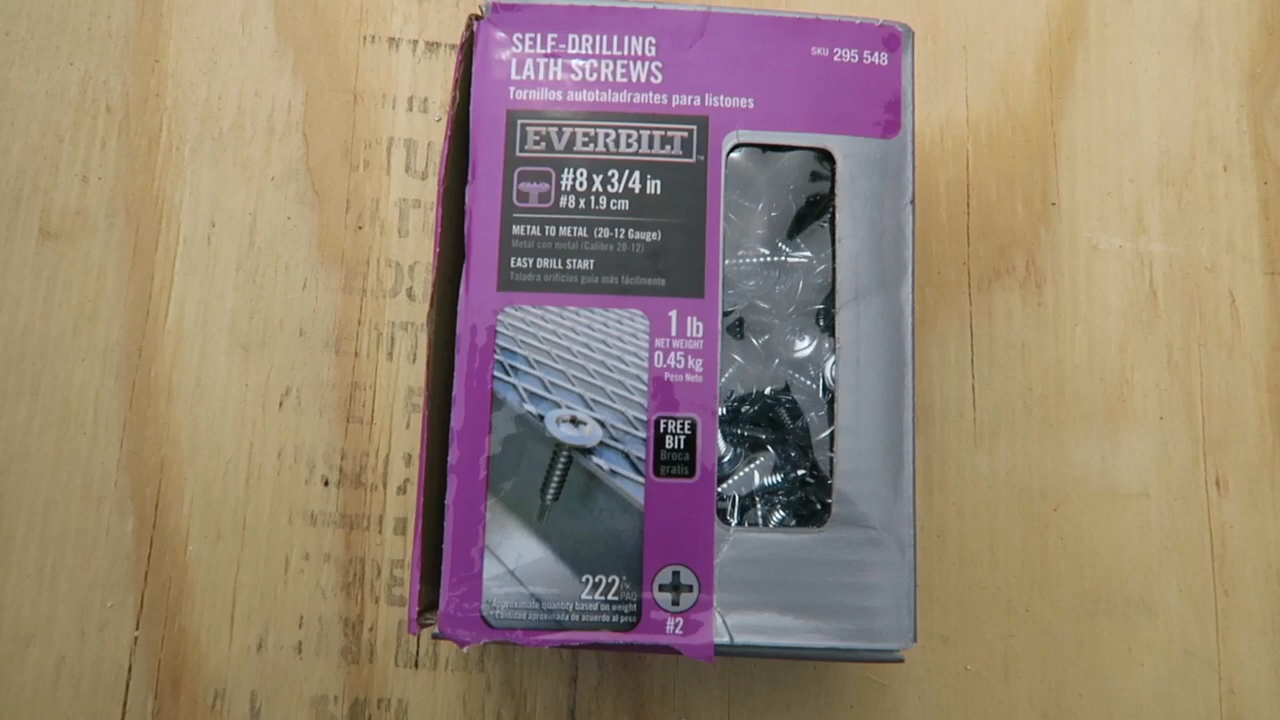 SELF-DRILLING
LATH SCREWS
Tornillos autotaladrantes para listones
SKU 295 548
EVERBILT
#8 x 3/4 in
#8 x 1.9 cm
METAL TO METAL (20-12 Gauge)
Metal con metal (Calibre 20-12)
EASY DRILL START
Taladra orificios guía más fácilmente
1 lb
NET WEIGHT
0.45 kg
Peso Neto
FREE
BIT
Broca
gratis
222*
PK
PAQ
*Approximate quantity based on weight
*Cantidad aproximada de acuerdo al peso
#2